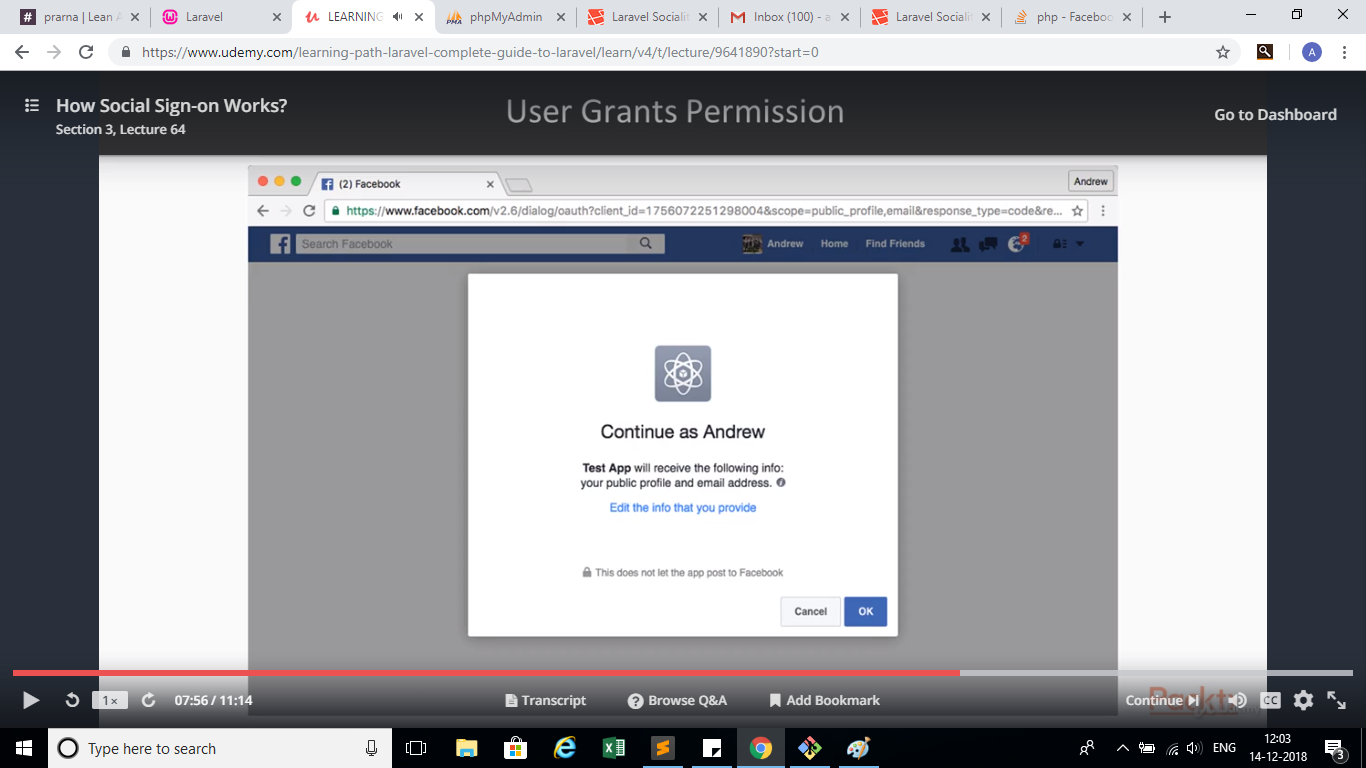 prarna | Lean A
Laravel
LEARNING
phpMyAdmin
Laravel Socialit
Inbox (100) - a
Laravel Socialit
php - Faceboo
https://www.udemy.com/learning-path-laravel-complete-guide-to-laravel/learn/v4/t/lecture/9641890?start=0
A
How Social Sign-on Works?
Section 3, Lecture 64
User Grants Permission
Go to Dashboard
(2) Facebook
Andrew
https://www.facebook.com/v2.6/dialog/oauth?client_id=1756072251298004&scope=public_profile,email&response_type=code&re...
Search Facebook
Andrew
Home
Find Friends
2
Continue as Andrew
Test App will receive the following info:
your public profile and email address.
Edit the info that you provide
This does not let the app post to Facebook
Cancel
OK
1×
07:56 / 11:14
Transcript
Browse Q&A
Add Bookmark
Continue
CC
Type here to search
ENG
12:03
14-12-2018
3